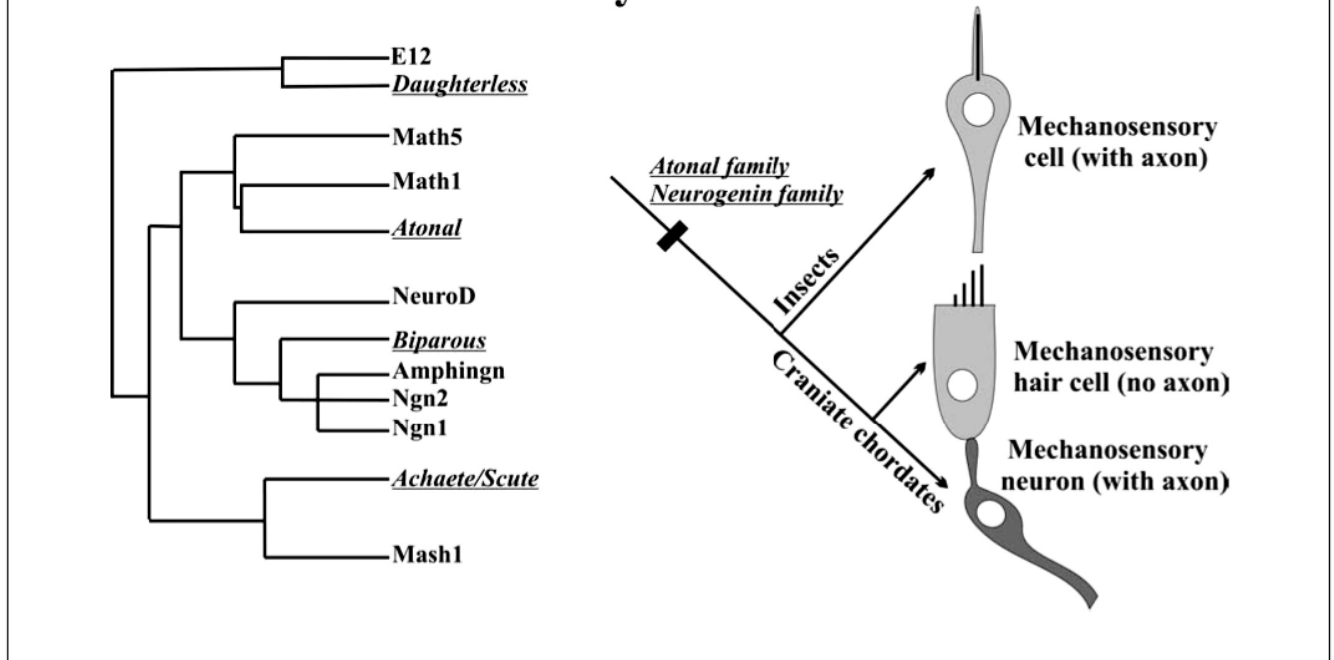 E12
Daughterless
Math5
Math1
Atonal
NeuroD
Biparous
Amphingn
Ngn2
Ngn1
Achaete/Scute
Mash1
Atonal family
Neurogenin family
Insects
Craniate chordates
Mechanosensory
cell (with axon)
Mechanosensory
hair cell (no axon)
Mechanosensory
neuron (with axon)